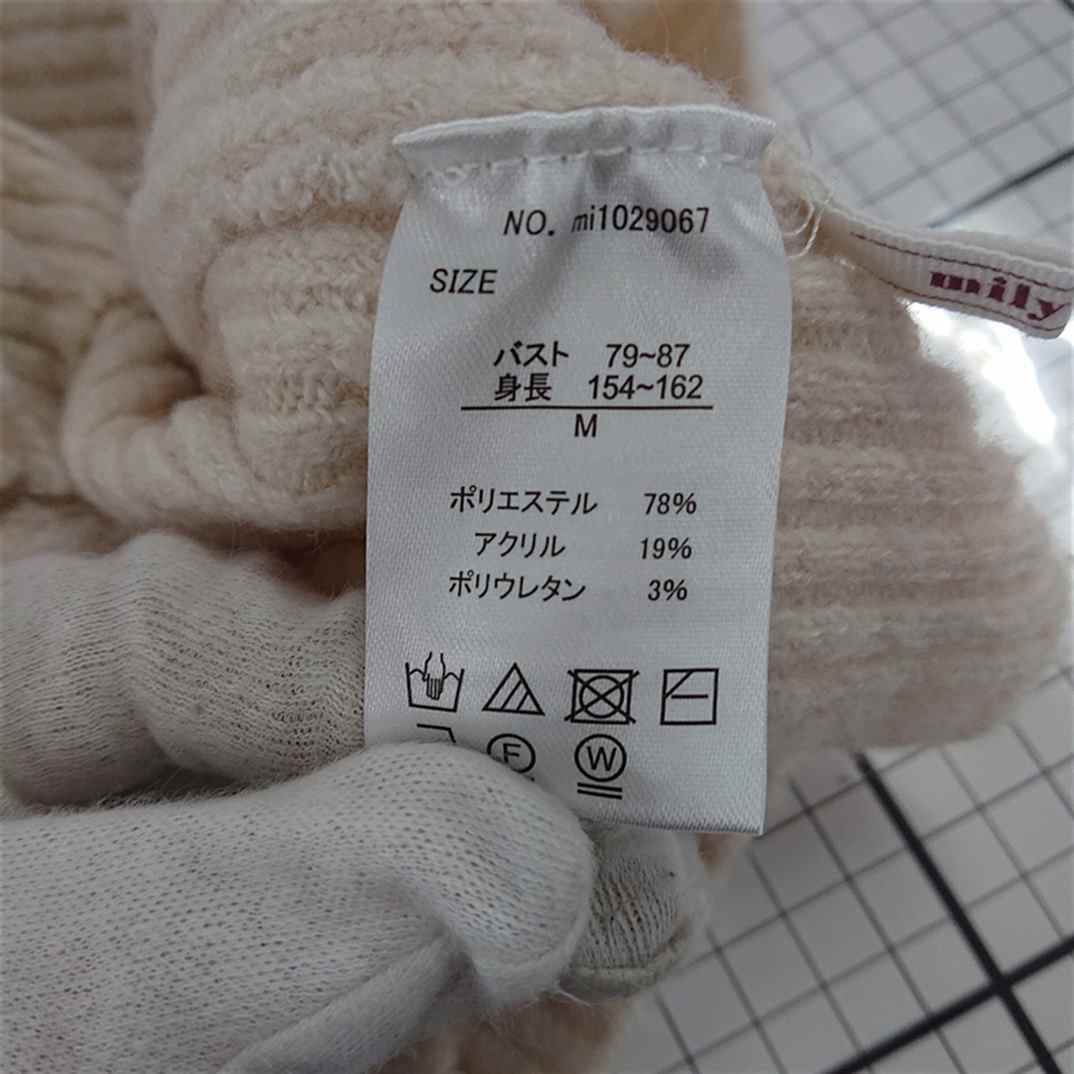 NO. mi1029067
mily
SIZE
バスト 79~87
身長 154~162
M
ポリエステル 78%
アクリル 19%
ポリウレタン 3%
F
W